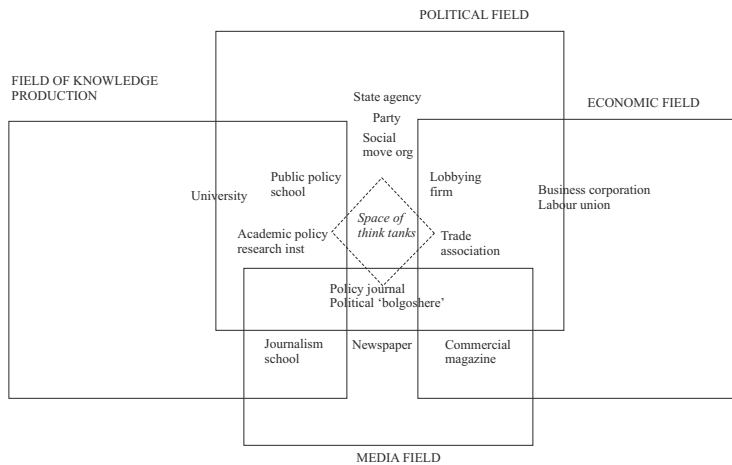 POLITICAL FIELD
FIELD OF KNOWLEDGE
PRODUCTION
ECONOMIC FIELD
State agency
Party
Social
move org
Public policy
school
University
Lobbying
firm
Business corporation
Labour union
Space of
think tanks
Academic policy
research inst
Trade
association
Policy journal
Political ‘bolgoshere’
Journalism
school
Newspaper
Commercial
magazine
MEDIA FIELD